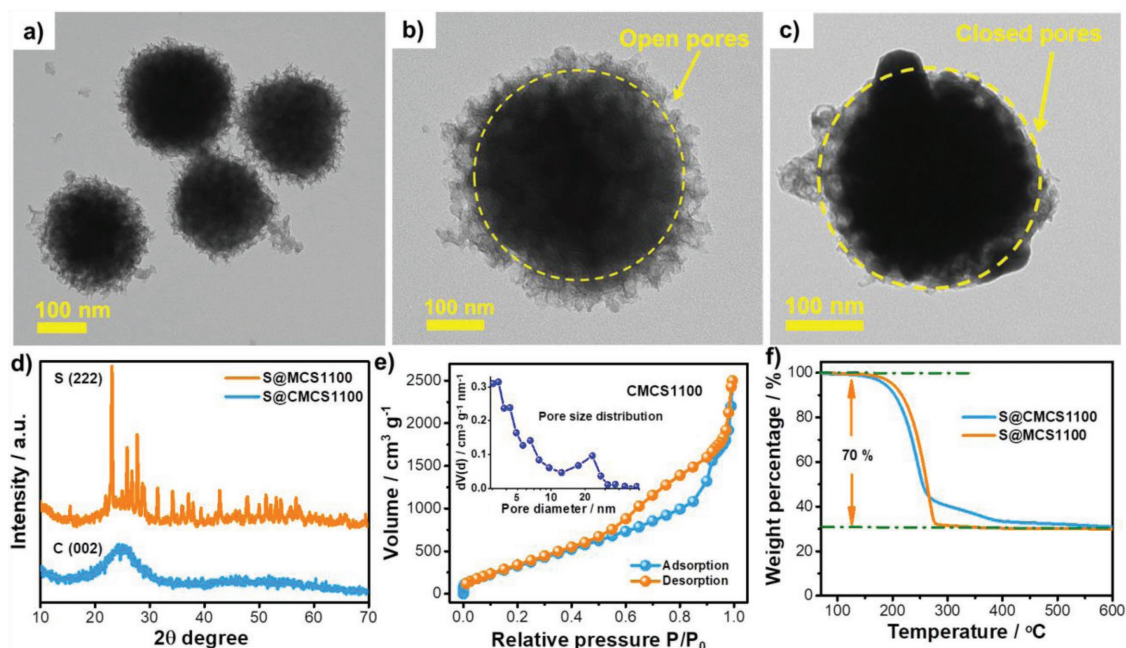 a)
100 nm
b)
Open pores
100 nm
c)
Closed pores
100 nm
d)
S (222)
S@MCS1100
S@CMCS1100
C (002)
Intensity / a.u.
10 20 30 40 50 60 70
2θ degree
e)
CMCS1100
Pore size distribution
dV(d) / cm³ g⁻¹ nm⁻¹
0.3
0.2
0.1
0.0
5 10 20
Pore diameter / nm
Volume / cm³ g⁻¹
2500
2000
1500
1000
500
0
Adsorption
Desorption
0.0 0.2 0.4 0.6 0.8 1.0
Relative pressure P/P₀
f)
Weight percentage / %
100
80
60
40
20
0
S@CMCS1100
S@MCS1100
70 %
100 200 300 400 500 600
Temperature / °C